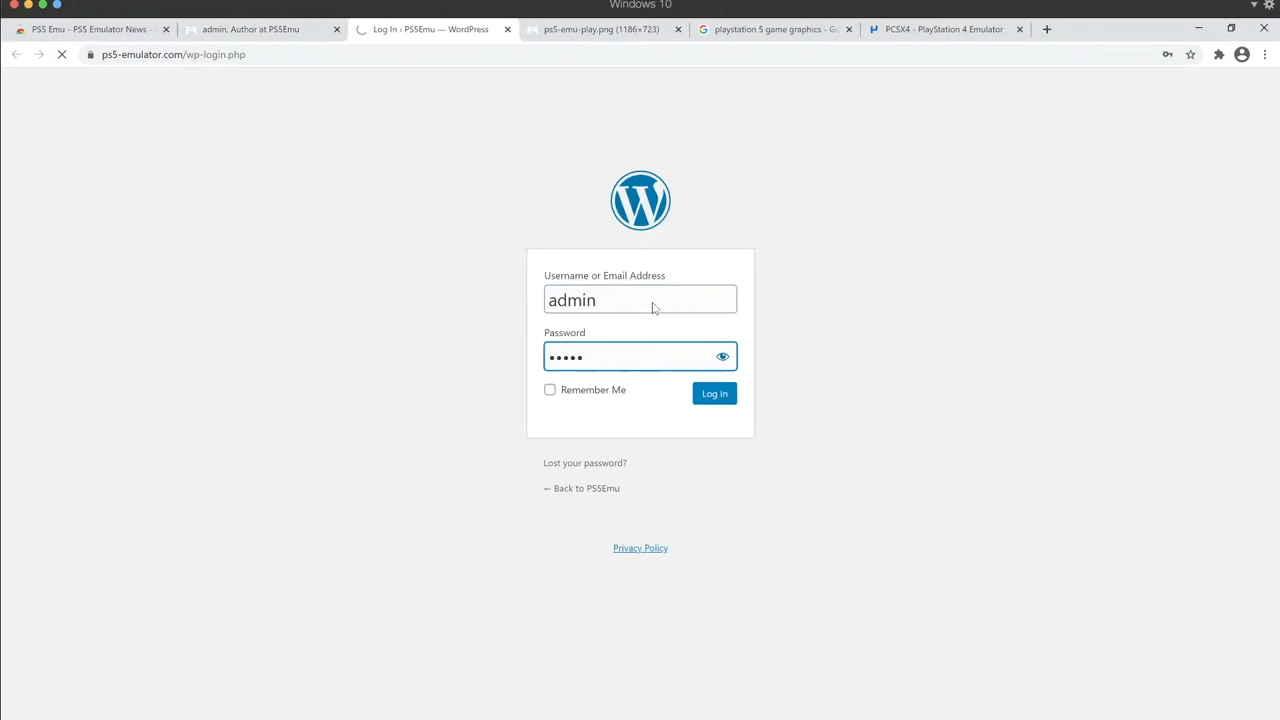 Windows 10
PS5 Emu - PS5 Emulator News -
admin, Author at PS5Emu
Log In ‹ PS5Emu — WordPress
ps5-emu-play.png (1186×723)
playstation 5 game graphics - Go
PCSX4 - PlayStation 4 Emulator
ps5-emulator.com/wp-login.php
Username or Email Address
admin
Password
•••••
Remember Me
Log In
Lost your password?
← Back to PS5Emu
Privacy Policy